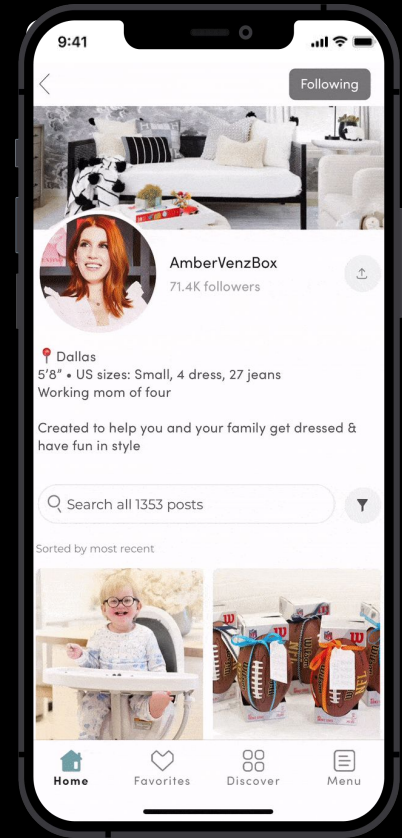 9:41
Following
AmberVenzBox
71.4K followers
Dallas
5'8" • US sizes: Small, 4 dress, 27 jeans
Working mom of four
Created to help you and your family get dressed &
have fun in style
Search all 1353 posts
Sorted by most recent
Home
Favorites
Discover
Menu